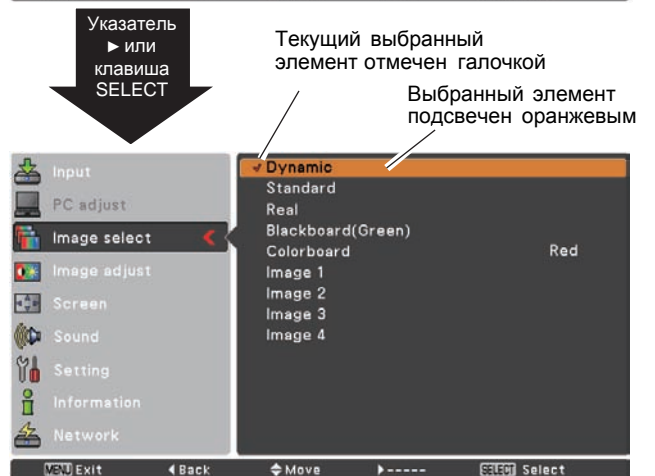 Указатель
► или
клавиша
SELECT
Текущий выбранный
элемент отмечен галочкой
Выбранный элемент
подсвечен оранжевым
Input
PC adjust
Image select
Image adjust
Screen
Sound
Setting
Information
Network
Dynamic
Standard
Real
Blackboard(Green)
Colorboard Red
Image 1
Image 2
Image 3
Image 4
MENU Exit ◄Back Move ►----- SELECT Select